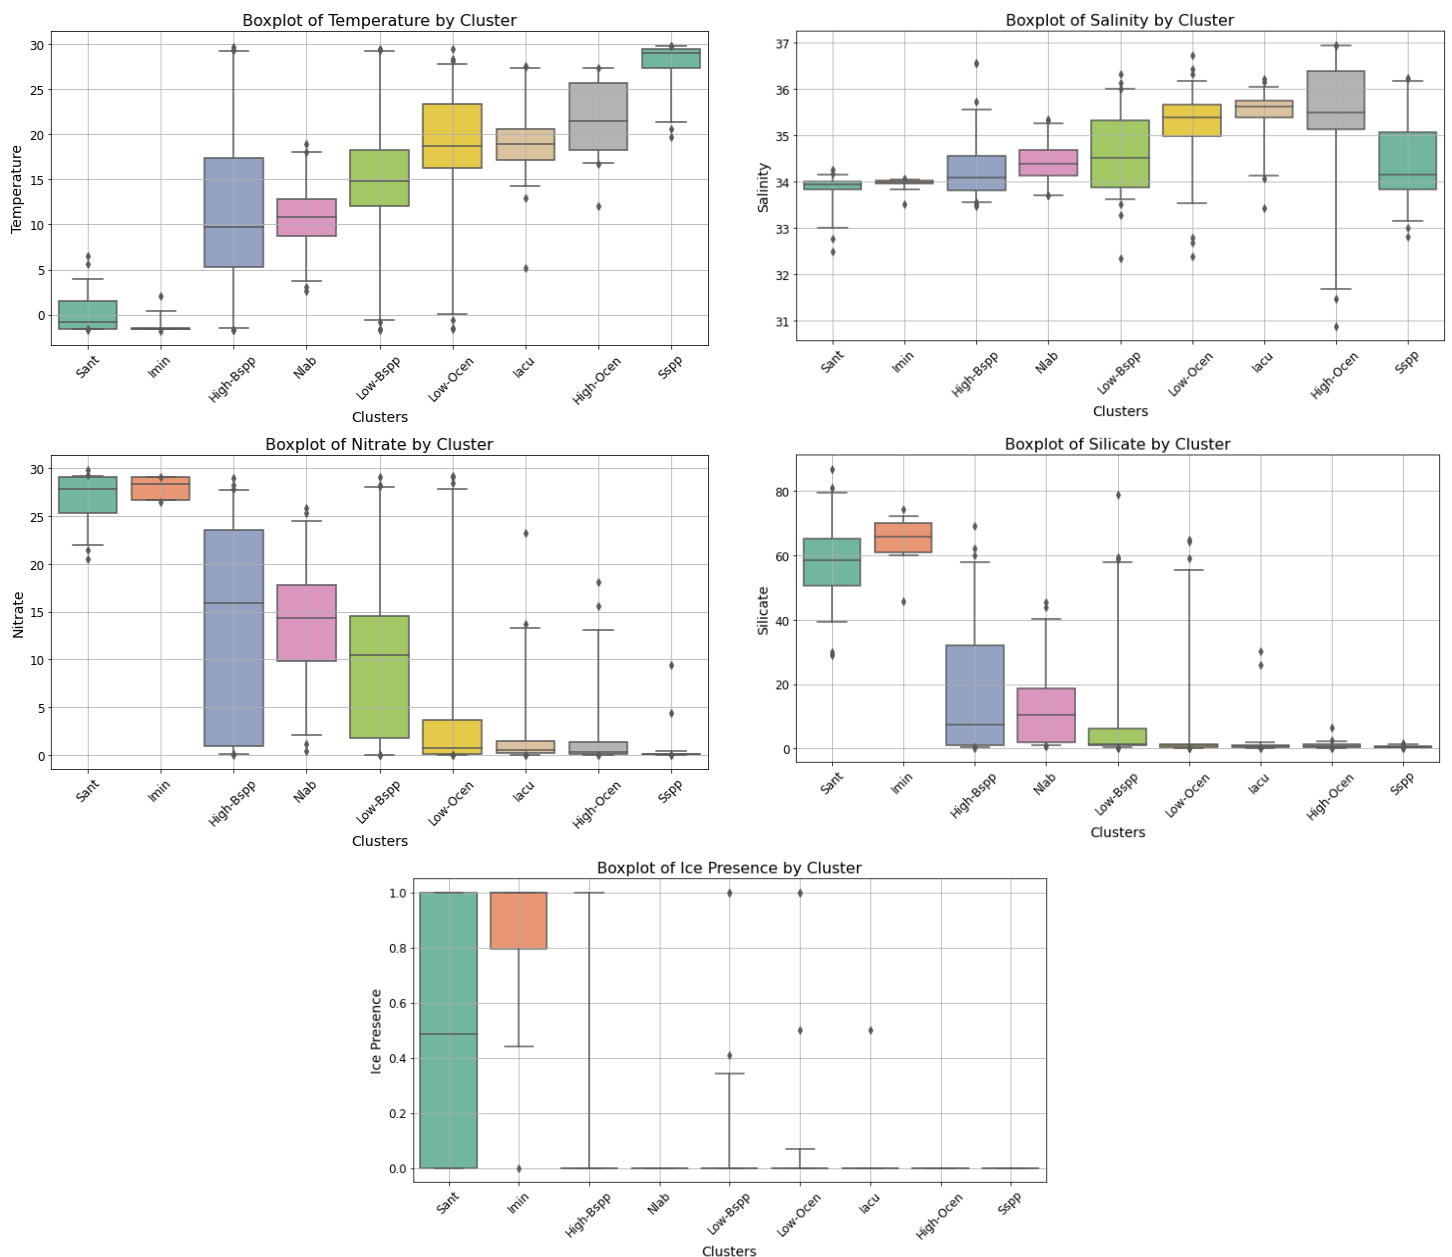 Boxplot of Temperature by Cluster
Temperature
30
25
20
15
10
5
0
Sant
Imin
High-Bspp
Nlab
Low-Bspp
Low-Ocen
Iacu
High-Ocen
Sspp
Clusters
Boxplot of Salinity by Cluster
Salinity
37
36
35
34
33
32
31
Sant
Imin
High-Bspp
Nlab
Low-Bspp
Low-Ocen
Iacu
High-Ocen
Sspp
Clusters
Boxplot of Nitrate by Cluster
Nitrate
30
25
20
15
10
5
0
Sant
Imin
High-Bspp
Nlab
Low-Bspp
Low-Ocen
Iacu
High-Ocen
Sspp
Clusters
Boxplot of Silicate by Cluster
Silicate
80
60
40
20
0
Sant
Imin
High-Bspp
Nlab
Low-Bspp
Low-Ocen
Iacu
High-Ocen
Sspp
Clusters
Boxplot of Ice Presence by Cluster
Ice Presence
1.0
0.8
0.6
0.4
0.2
0.0
Sant
Imin
High-Bspp
Nlab
Low-Bspp
Low-Ocen
Iacu
High-Ocen
Sspp
Clusters